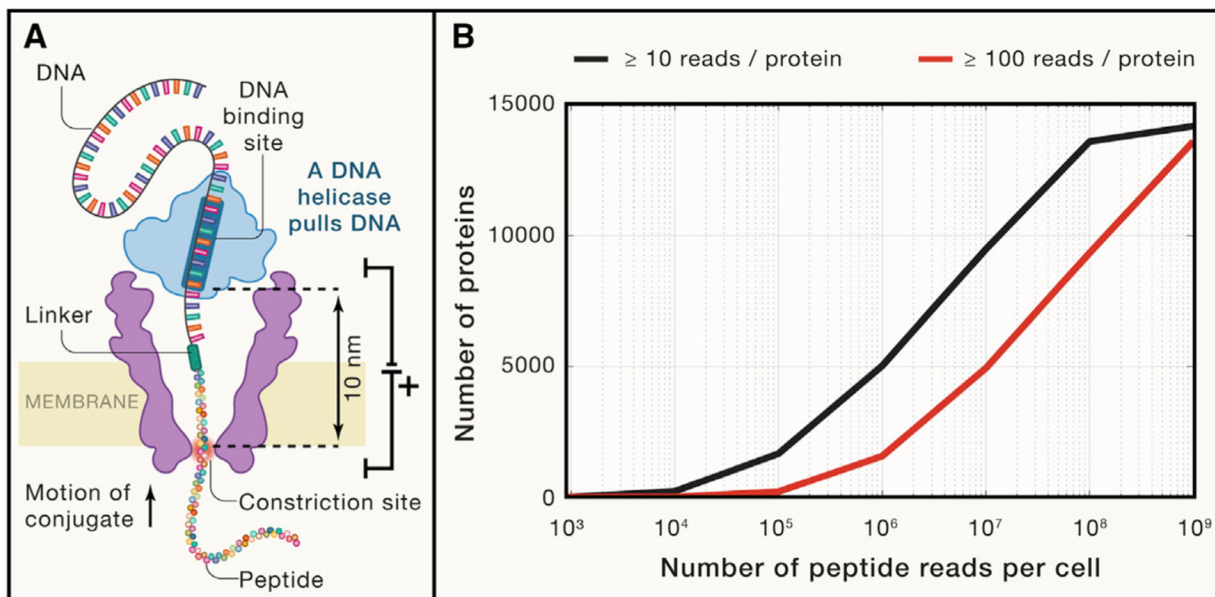 A
DNA
DNA
binding
site
A DNA
helicase
pulls DNA
Linker
10 nm
MEMBRANE
+
Motion of
conjugate
Constriction site
Peptide
B
≥ 10 reads / protein
≥ 100 reads / protein
Number of proteins
15000
10000
5000
0
10³ 10⁴ 10⁵ 10⁶ 10⁷ 10⁸ 10⁹
Number of peptide reads per cell